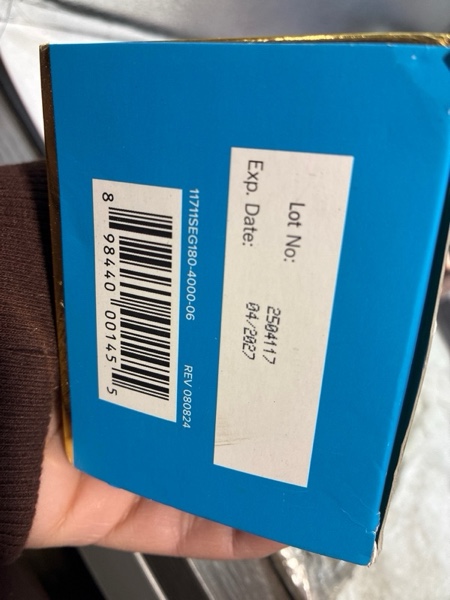 Lot No: 2504117
Exp. Date: 04/2027
11711SEG180-4000-06 REV 080824
8 98440 00145 5